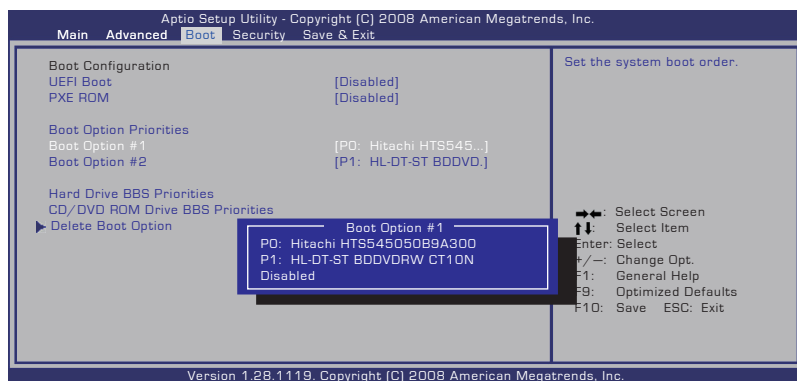 Aptio Setup Utility - Copyright (C) 2008 American Megatrends, Inc.
Main Advanced Boot Security Save & Exit
Boot Configuration
UEFI Boot [Disabled]
PXE ROM [Disabled]
Boot Option Priorities
Boot Option #1 [P0: Hitachi HTS545...]
Boot Option #2 [P1: HL-DT-ST BDDVD.]
Hard Drive BBS Priorities
CD/DVD ROM Drive BBS Priorities
Delete Boot Option
Boot Option #1
P0: Hitachi HTS545050B9A300
P1: HL-DT-ST BDDVDRW CT10N
Disabled
Set the system boot order.
→←: Select Screen
↑↓: Select Item
Enter: Select
+/—: Change Opt.
F1: General Help
F9: Optimized Defaults
F10: Save ESC: Exit
Version 1.28.1119. Copyright (C) 2008 American Megatrends, Inc.